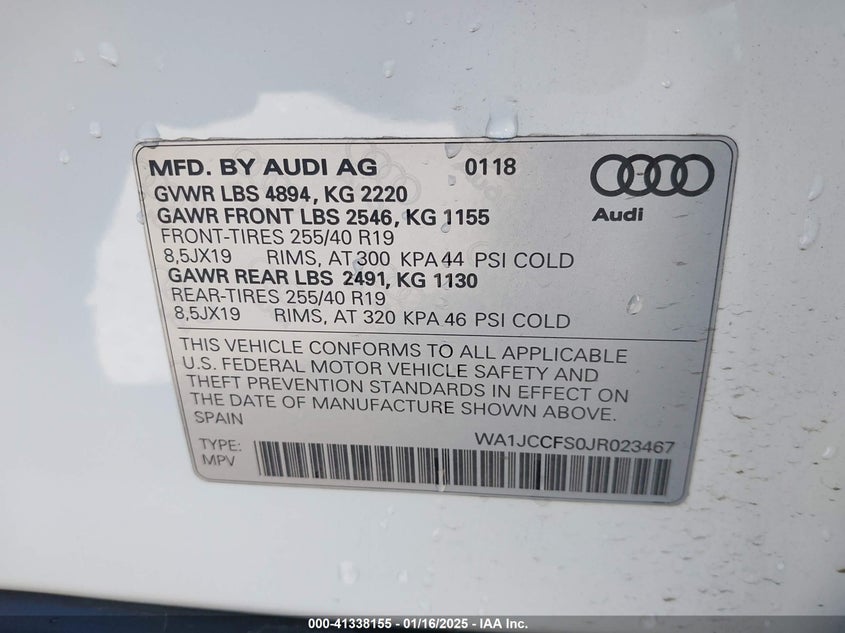 MFD. BY AUDI AG 0118
GVWR LBS 4894, KG 2220
GAWR FRONT LBS 2546, KG 1155
FRONT-TIRES 255/40 R19
8,5JX19 RIMS, AT 300 KPA 44 PSI COLD
GAWR REAR LBS 2491, KG 1130
REAR-TIRES 255/40 R19
8,5JX19 RIMS, AT 320 KPA 46 PSI COLD
Audi
THIS VEHICLE CONFORMS TO ALL APPLICABLE
U.S. FEDERAL MOTOR VEHICLE SAFETY AND
THEFT PREVENTION STANDARDS IN EFFECT ON
THE DATE OF MANUFACTURE SHOWN ABOVE.
SPAIN
WA1JCCFS0JR023467
TYPE:
MPV
000-41338155 — 01/16/2025 — IAA Inc.